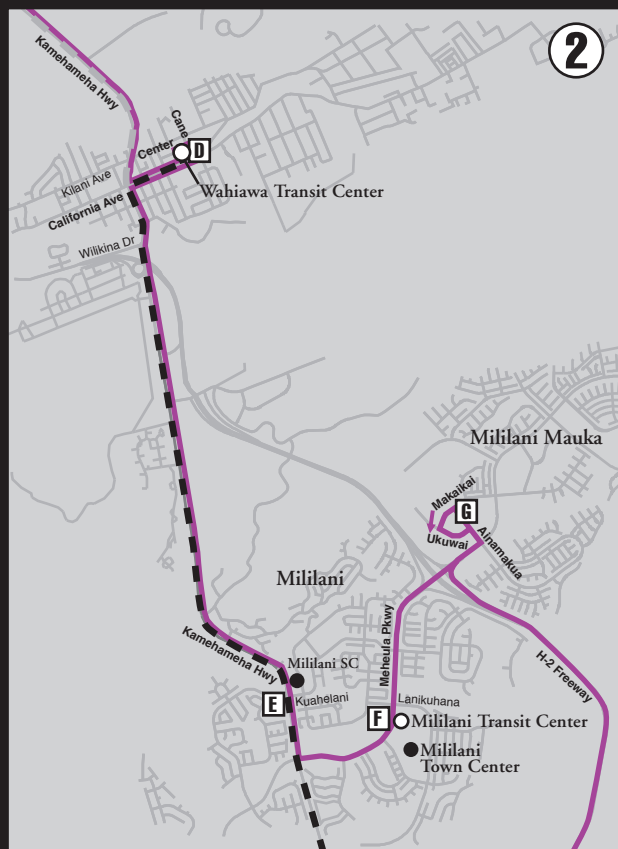 2
Kamehameha Hwy
Cane
Center
D
Kilani Ave
Wahiawa Transit Center
California Ave
Wilikina Dr
Mililani Mauka
Makaikai
G
Ukuwai
Ainamakua
Mililani
Meheula Pkwy
Kamehameha Hwy
Mililani SC
H-2 Freeway
E
Kuahelani
Lanikuhana
F
Mililani Transit Center
Mililani
Town Center